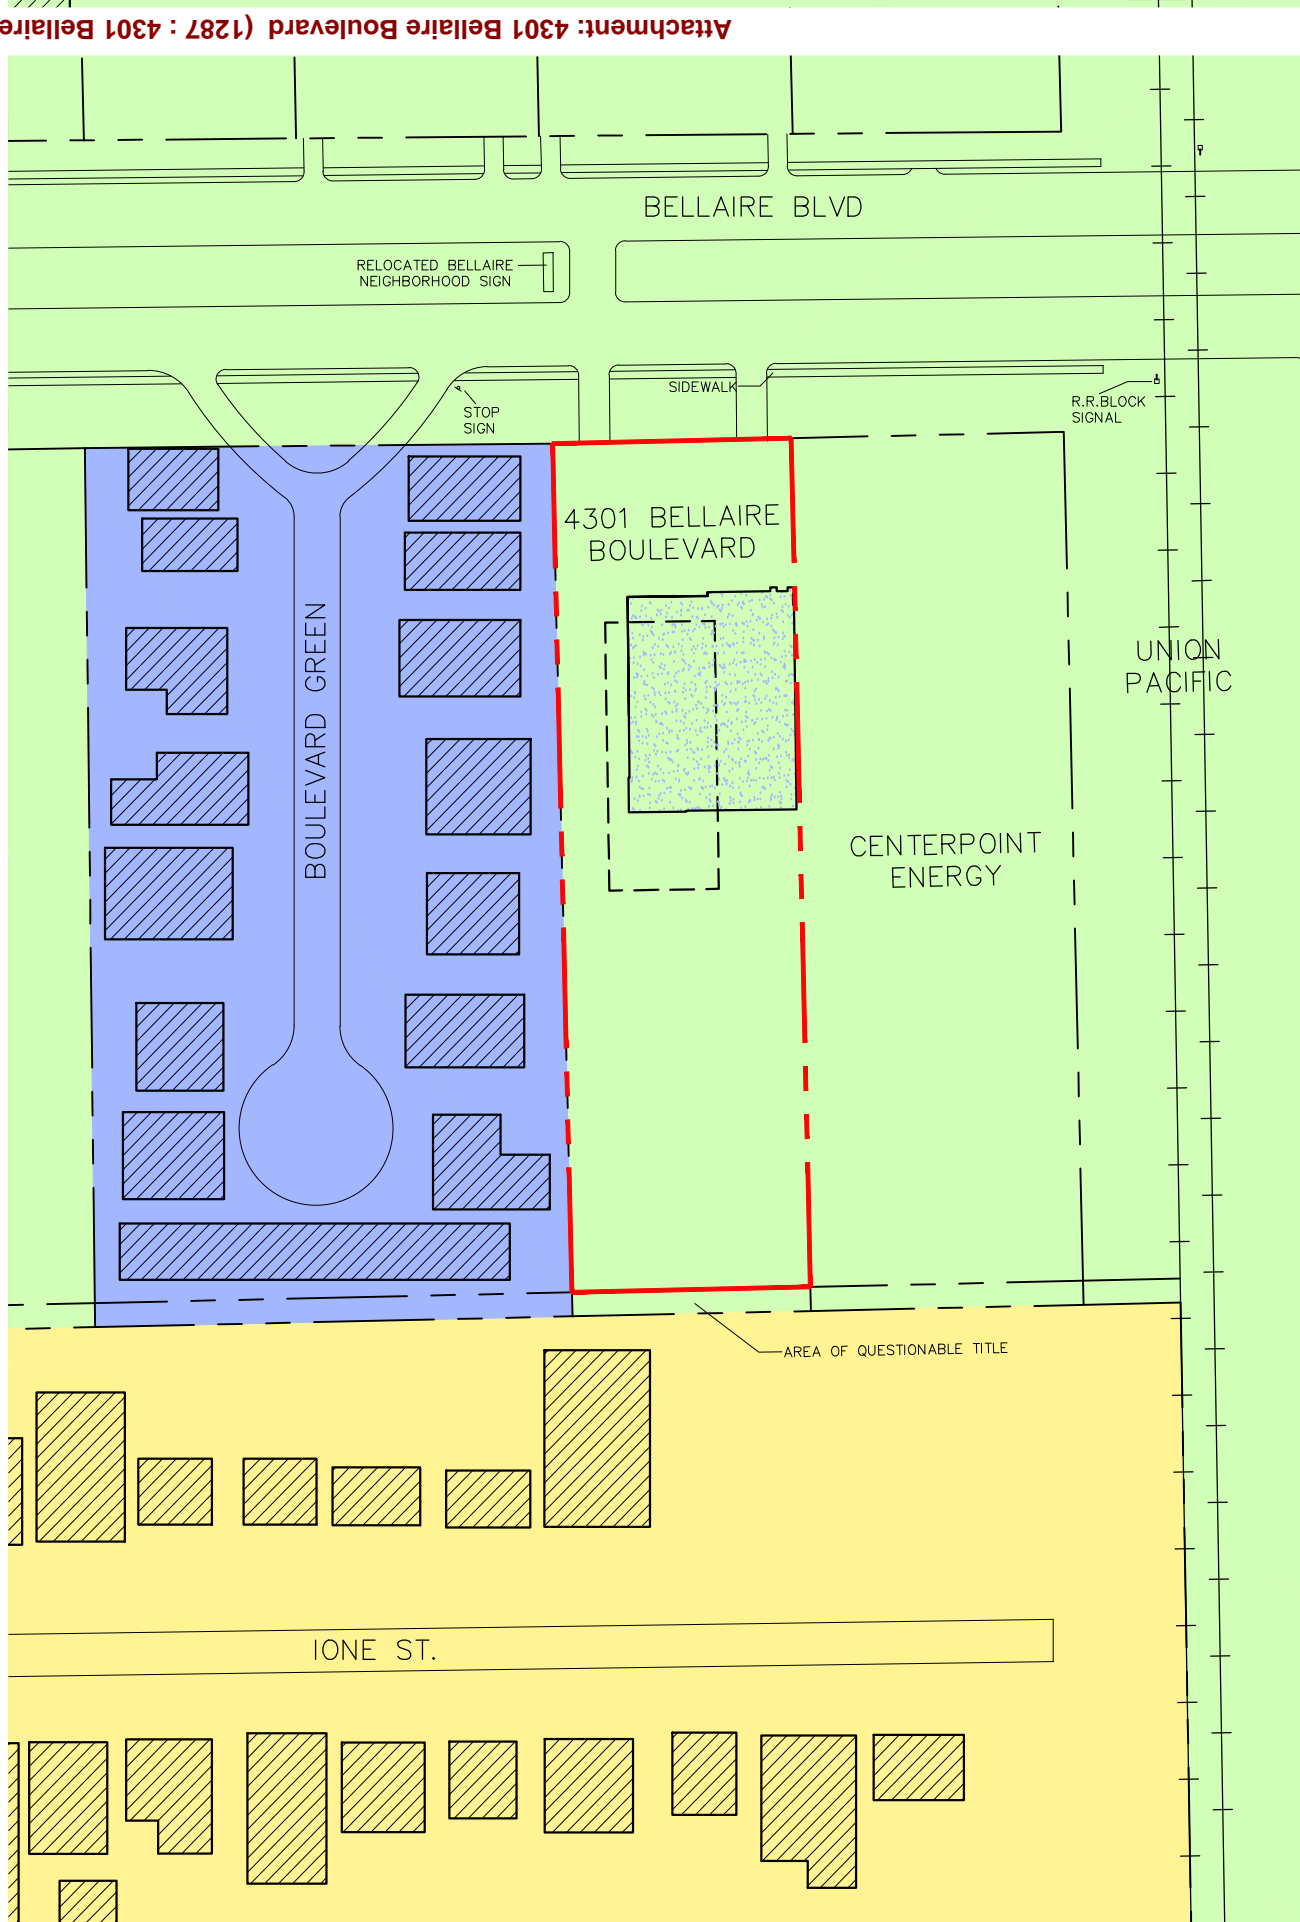 Attachment: 4301 Bellaire Boulevard (1287 : 4301 Bellaire
BELLAIRE BLVD
RELOCATED BELLAIRE
NEIGHBORHOOD SIGN
SIDEWALK
STOP
SIGN
R.R.BLOCK
SIGNAL
4301 BELLAIRE
BOULEVARD
BOULEVARD GREEN
UNION
PACIFIC
CENTERPOINT
ENERGY
AREA OF QUESTIONABLE TITLE
IONE ST.